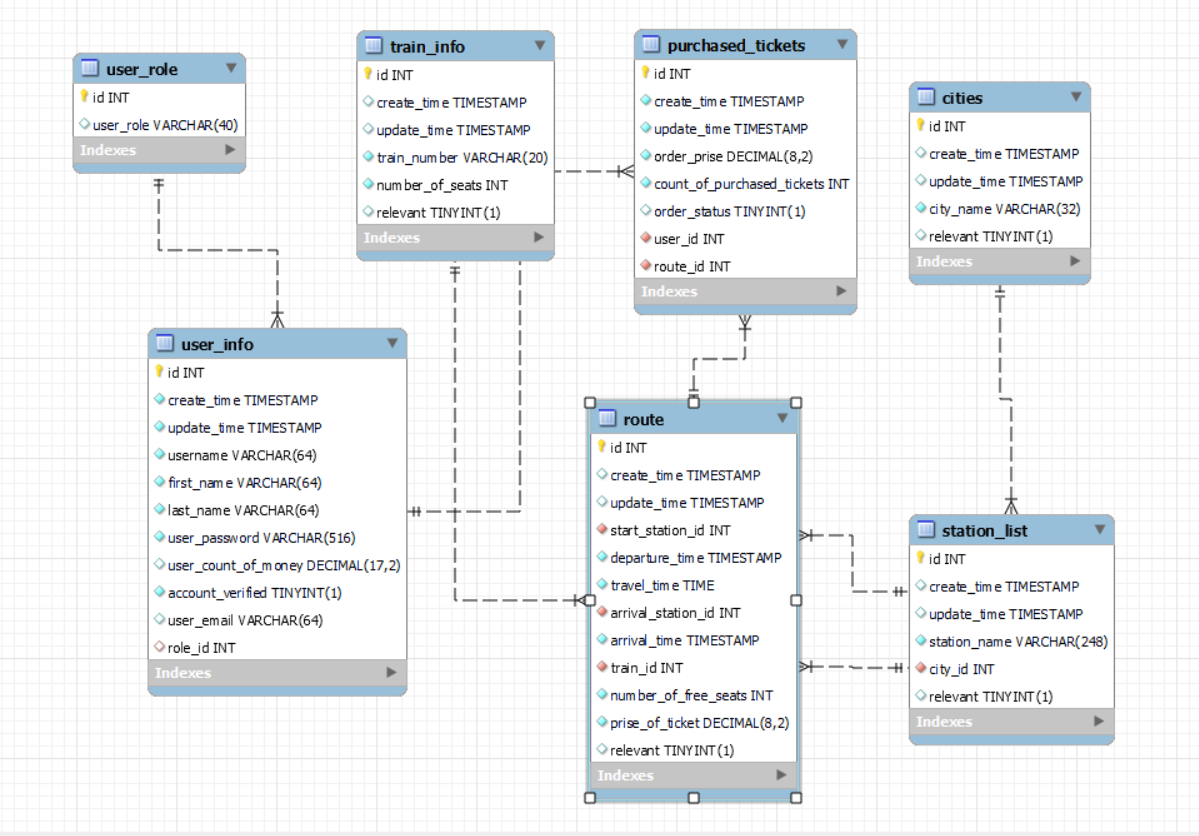 user_role
id INT
user_role VARCHAR(40)
Indexes
train_info
id INT
create_time TIMESTAMP
update_time TIMESTAMP
train_number VARCHAR(20)
number_of_seats INT
relevant TINYINT(1)
Indexes
purchased_tickets
id INT
create_time TIMESTAMP
update_time TIMESTAMP
order_prise DECIMAL(8,2)
count_of_purchased_tickets INT
order_status TINYINT(1)
user_id INT
route_id INT
Indexes
cities
id INT
create_time TIMESTAMP
update_time TIMESTAMP
city_name VARCHAR(32)
relevant TINYINT(1)
Indexes
user_info
id INT
create_time TIMESTAMP
update_time TIMESTAMP
username VARCHAR(64)
first_name VARCHAR(64)
last_name VARCHAR(64)
user_password VARCHAR(516)
user_count_of_money DECIMAL(17,2)
account_verified TINYINT(1)
user_email VARCHAR(64)
role_id INT
Indexes
route
id INT
create_time TIMESTAMP
update_time TIMESTAMP
start_station_id INT
departure_time TIMESTAMP
travel_time TIME
arrival_station_id INT
arrival_time TIMESTAMP
train_id INT
number_of_free_seats INT
prise_of_ticket DECIMAL(8,2)
relevant TINYINT(1)
Indexes
station_list
id INT
create_time TIMESTAMP
update_time TIMESTAMP
station_name VARCHAR(248)
city_id INT
relevant TINYINT(1)
Indexes